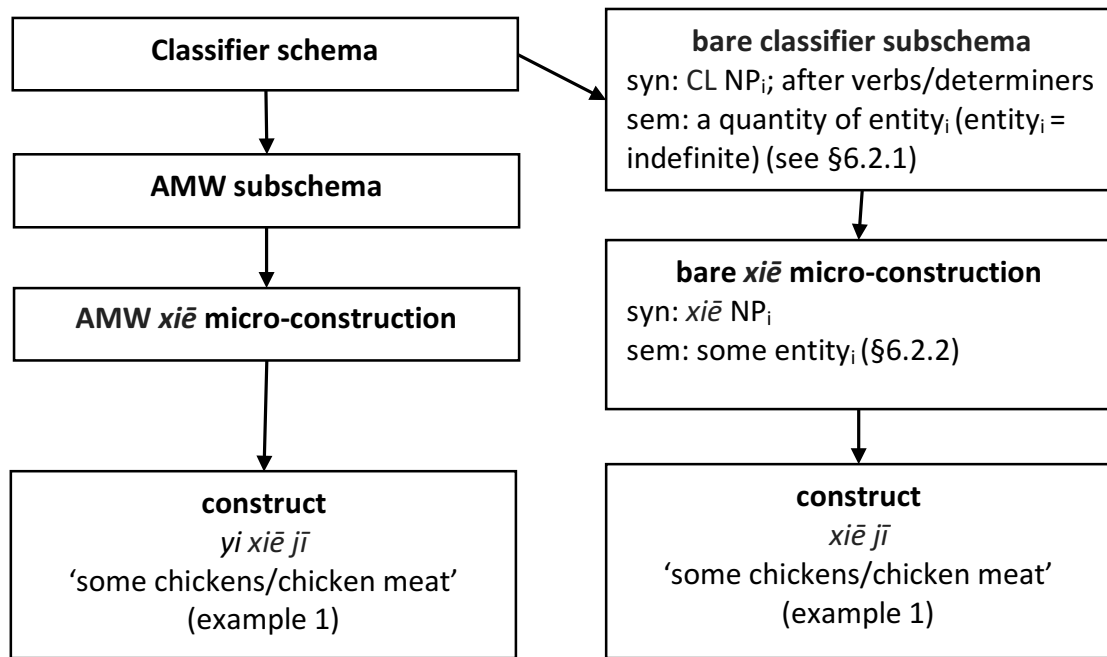 Classifier schema
AMW subschema
AMW xiē micro-construction
construct
yi xiē jī
‘some chickens/chicken meat’
(example 1)
bare classifier subschema
syn: CL NPi; after verbs/determiners
sem: a quantity of entityi (entityi =
indefinite) (see §6.2.1)
bare xiē micro-construction
syn: xiē NPi
sem: some entityi (§6.2.2)
construct
xiē jī
‘some chickens/chicken meat’
(example 1)